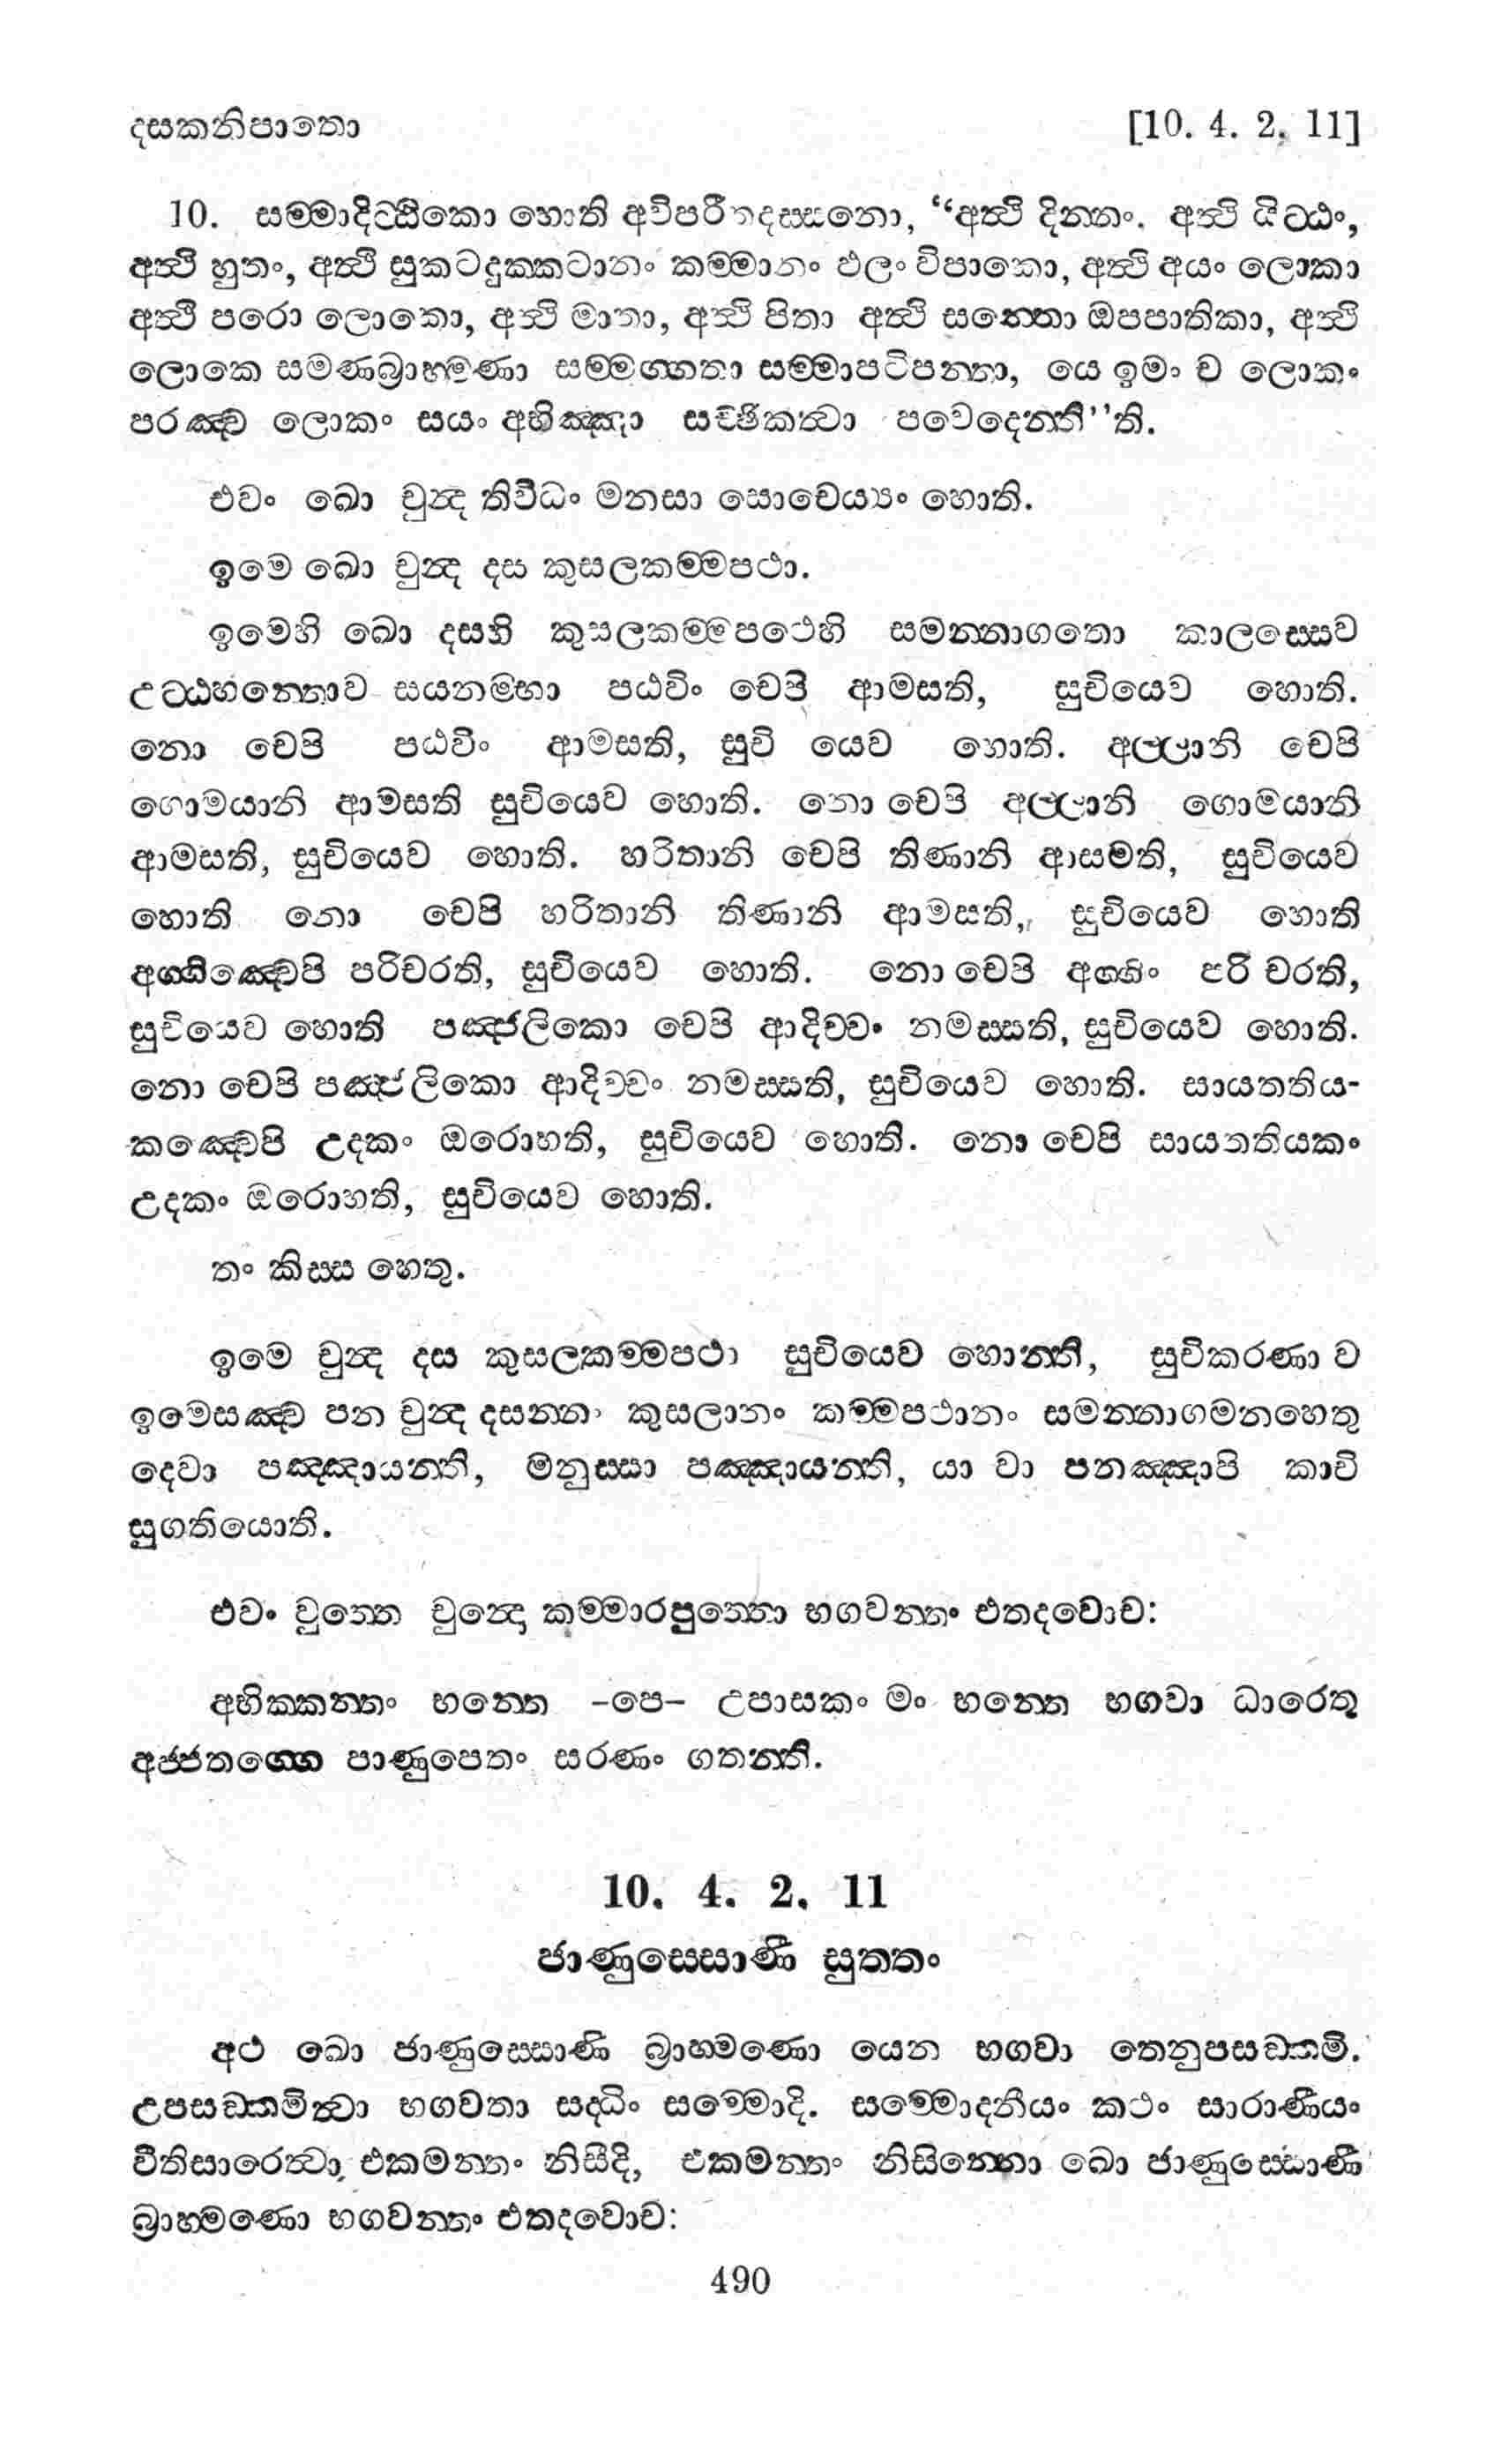 දසකනිපාතො [10. 4. 2. 11]
10. සම්මාදිට්ඨිකො හොති අවිපරීතදස්සනො, “අත්ථි දින්නං. අත්ථි යිට්ඨං,
අත්ථි හුතං, අත්ථි සුකටදුක්කටානං කම්මානං ඵලං විපාකො, අත්ථි අයං ලොකා
අත්ථි පරො ලොකො, අත්ථි මාතා, අත්ථි පිතා අත්ථි සත්තො ඔපපාතිකා, අත්ථි
ලොකෙ සමණබ්‍රාහ්මණා සම්මග්ගතා සම්මාපටිපන්නා, යෙ ඉමං ච ලොකං
පරඤ්ච ලොකං සයං අභිඤ්ඤා සච්ඡිකත්වා පවෙදෙන්තී’’ති.
එවං ඛො චුන්ද තිවිධං මනසා සොචෙය්‍යං හොති.
ඉමෙ ඛො චුන්ද දස කුසලකම්මපථා.
ඉමෙහි ඛො දසහි කුසලකම්මපථෙහි සමන්නාගතො කාලස්සෙව
උට්ඨහන්තොව සයනම්හා පඨවිං චෙපි ආමසති, සුචියෙව හොති.
නො චෙපි පඨවිං ආමසති, සුචි යෙව හොති. අල්ලානි චෙපි
ගොමයානි ආමසති සුචියෙව හොති. නො චෙපි අල්ලානි ගොමයානි
ආමසති, සුචියෙව හොති. හරිතානි චෙපි තිණානි ආසමති, සුචියෙව
හොති නො චෙපි හරිතානි තිණානි ආමසති, සුචියෙව හොති
අග්ගිඤ්චෙපි පරිචරති, සුචියෙව හොති. නො චෙපි අග්ගිං පරි චරති,
සුචියෙව හොති පඤ්ජලිකො චෙපි ආදිච්චං නමස්සති, සුචියෙව හොති.
නො චෙපි පඤ්ජලිකො ආදිච්චං නමස්සති, සුචියෙව හොති. සායතතිය-
කඤ්චෙපි උදකං ඔරොහති, සුචියෙව හොති. නො චෙපි සායතතියකං
උදකං ඔරොහති, සුචියෙව හොති.
තං කිස්ස හෙතු.
ඉමෙ චුන්ද දස කුසලකම්මපථා සුචියෙව හොන්ති, සුචිකරණා ච
ඉමෙසඤ්ච පන චුන්ද දසන්නං කුසලානං කම්මපථානං සමන්නාගමනහෙතු
දෙවා පඤ්ඤායන්ති, මනුස්සා පඤ්ඤායන්ති, යා වා පනඤ්ඤාපි කාචි
සුගතියොති.
එවං වුත්තෙ චුන්දො කම්මාරපුත්තො භගවන්තං එතදවොච:
අභික්කන්තං භන්තෙ –පෙ– උපාසකං මං භන්තෙ භගවා ධාරෙතු
අජ්ජතග්ගෙ පාණුපෙතං සරණං ගතන්ති.
10. 4. 2. 11
ජාණුස්සොණී සුත්තං
අථ ඛො ජාණුස්සොණි බ්‍රාහ්මණො යෙන භගවා තෙනුපසඞ්කමි.
උපසඞ්කමිත්වා භගවතා සද්ධිං සම්මොදි. සම්මොදනීයං කථං සාරාණීයං
වීතිසාරෙත්වා එකමන්තං නිසීදි, එකමන්තං නිසින්නො ඛො ජාණුස්සොණී
බ්‍රාහ්මණො භගවන්තං එතදවොච:
490